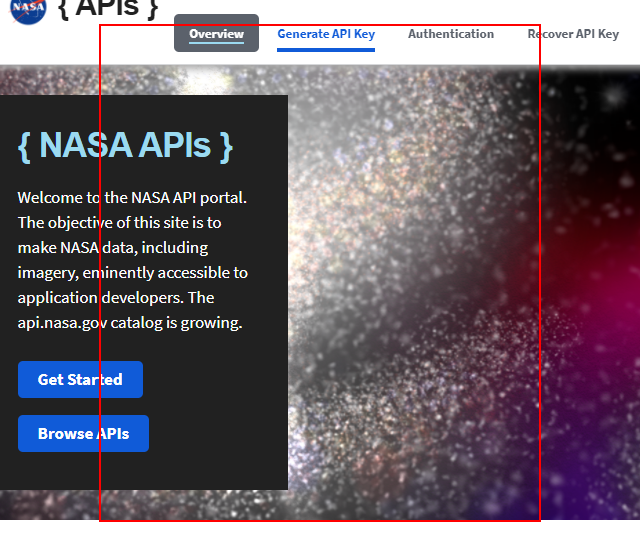 NASA { APIs }
Overview Generate API Key Authentication Recover API Key
{ NASA APIs }
Welcome to the NASA API portal.
The objective of this site is to
make NASA data, including
imagery, eminently accessible to
application developers. The
api.nasa.gov catalog is growing.
Get Started
Browse APIs